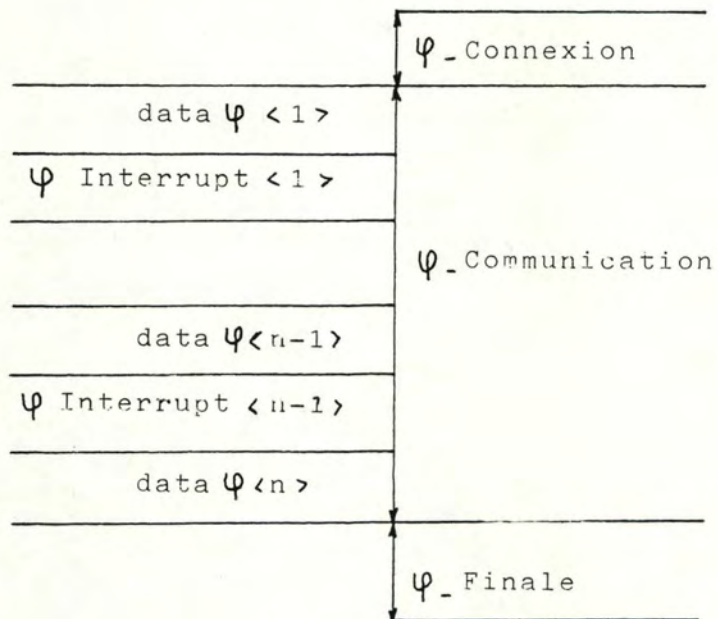 φ_Connexion
data φ <1>
φ Interrupt <1>
φ_Communication
data φ<n-1>
φ Interrupt <n-1>
data φ<n>
φ_Finale